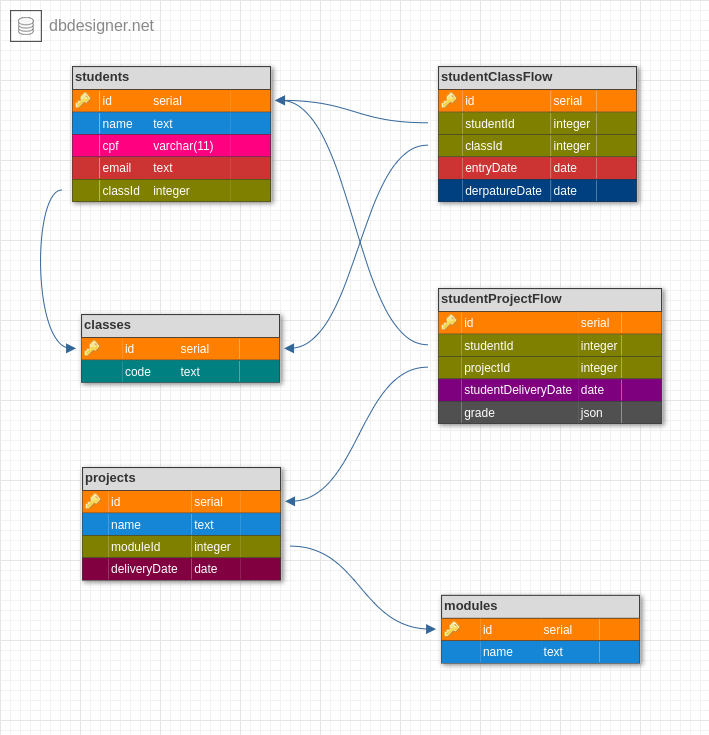 dbdesigner.net
students
id serial
name text
cpf varchar(11)
email text
classId integer
studentClassFlow
id serial
studentId integer
classId integer
entryDate date
derpatureDate date
classes
id serial
code text
studentProjectFlow
id serial
studentId integer
projectId integer
studentDeliveryDate date
grade json
projects
id serial
name text
moduleId integer
deliveryDate date
modules
id serial
name text